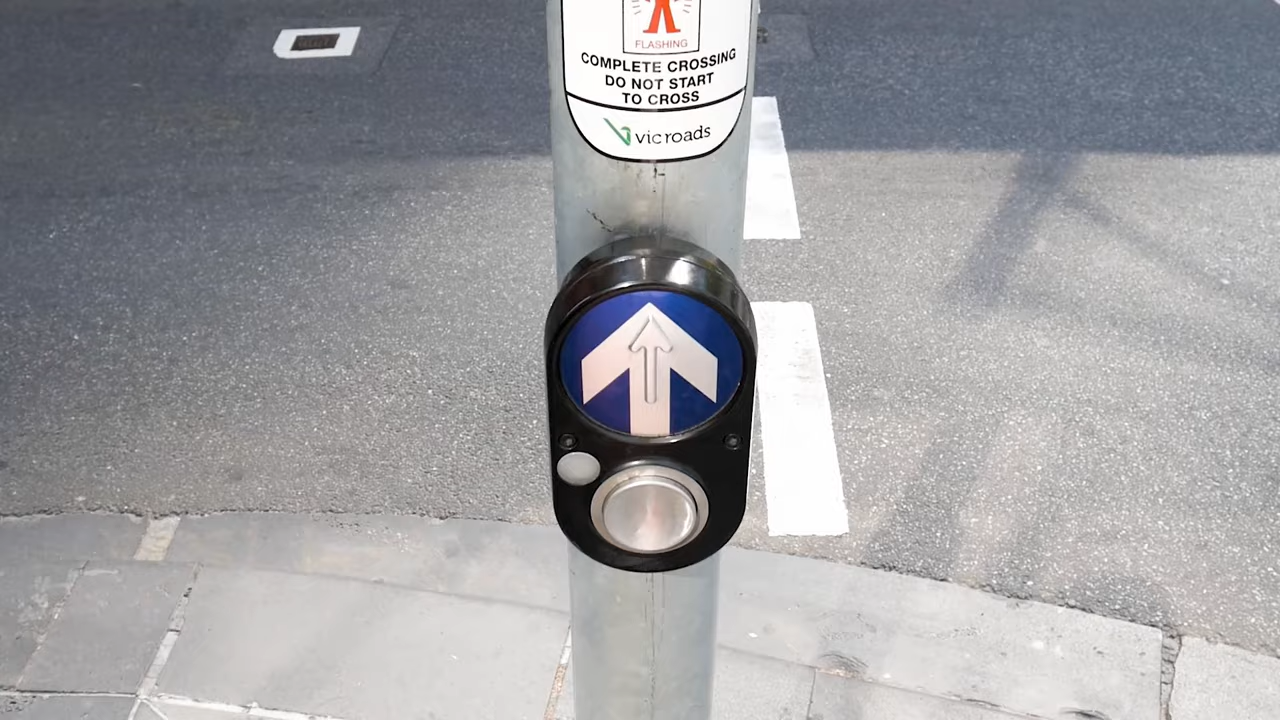 FLASHING
COMPLETE CROSSING
DO NOT START
TO CROSS
vicroads